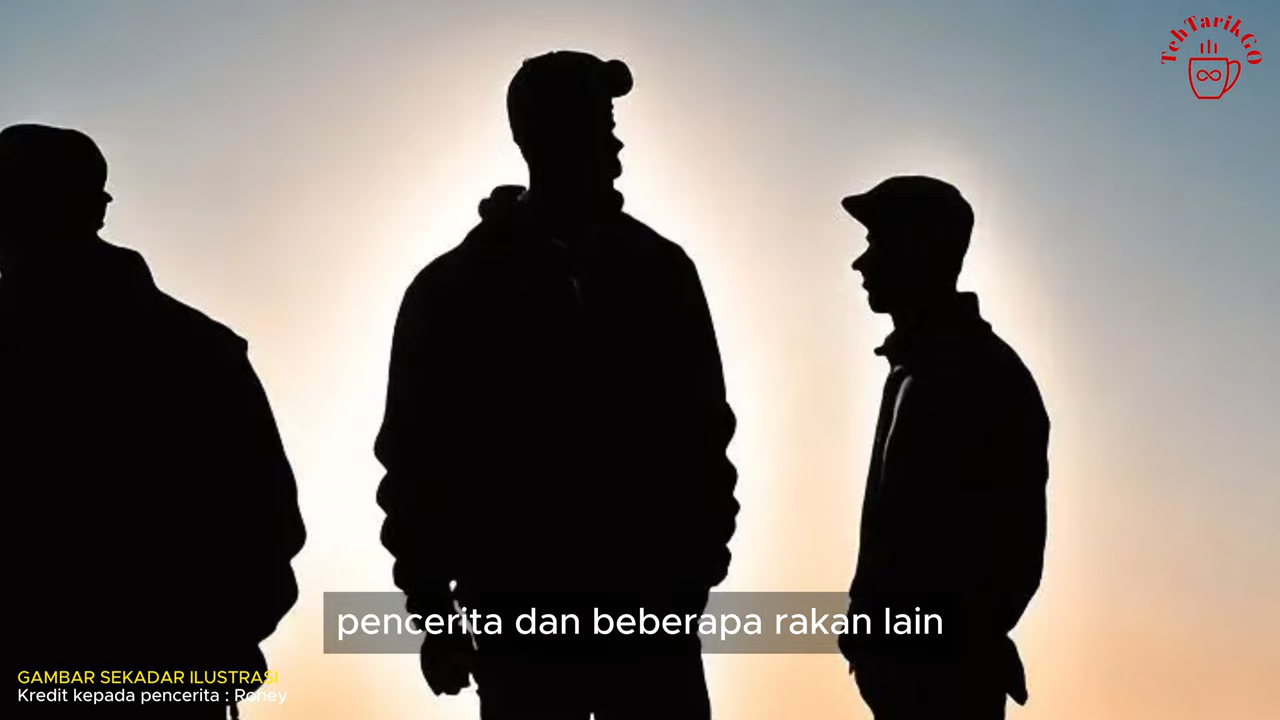 TehTarikGO
pencerita dan beberapa rakan lain
GAMBAR SEKADAR ILUSTRASI
Kredit kepada pencerita : Roney